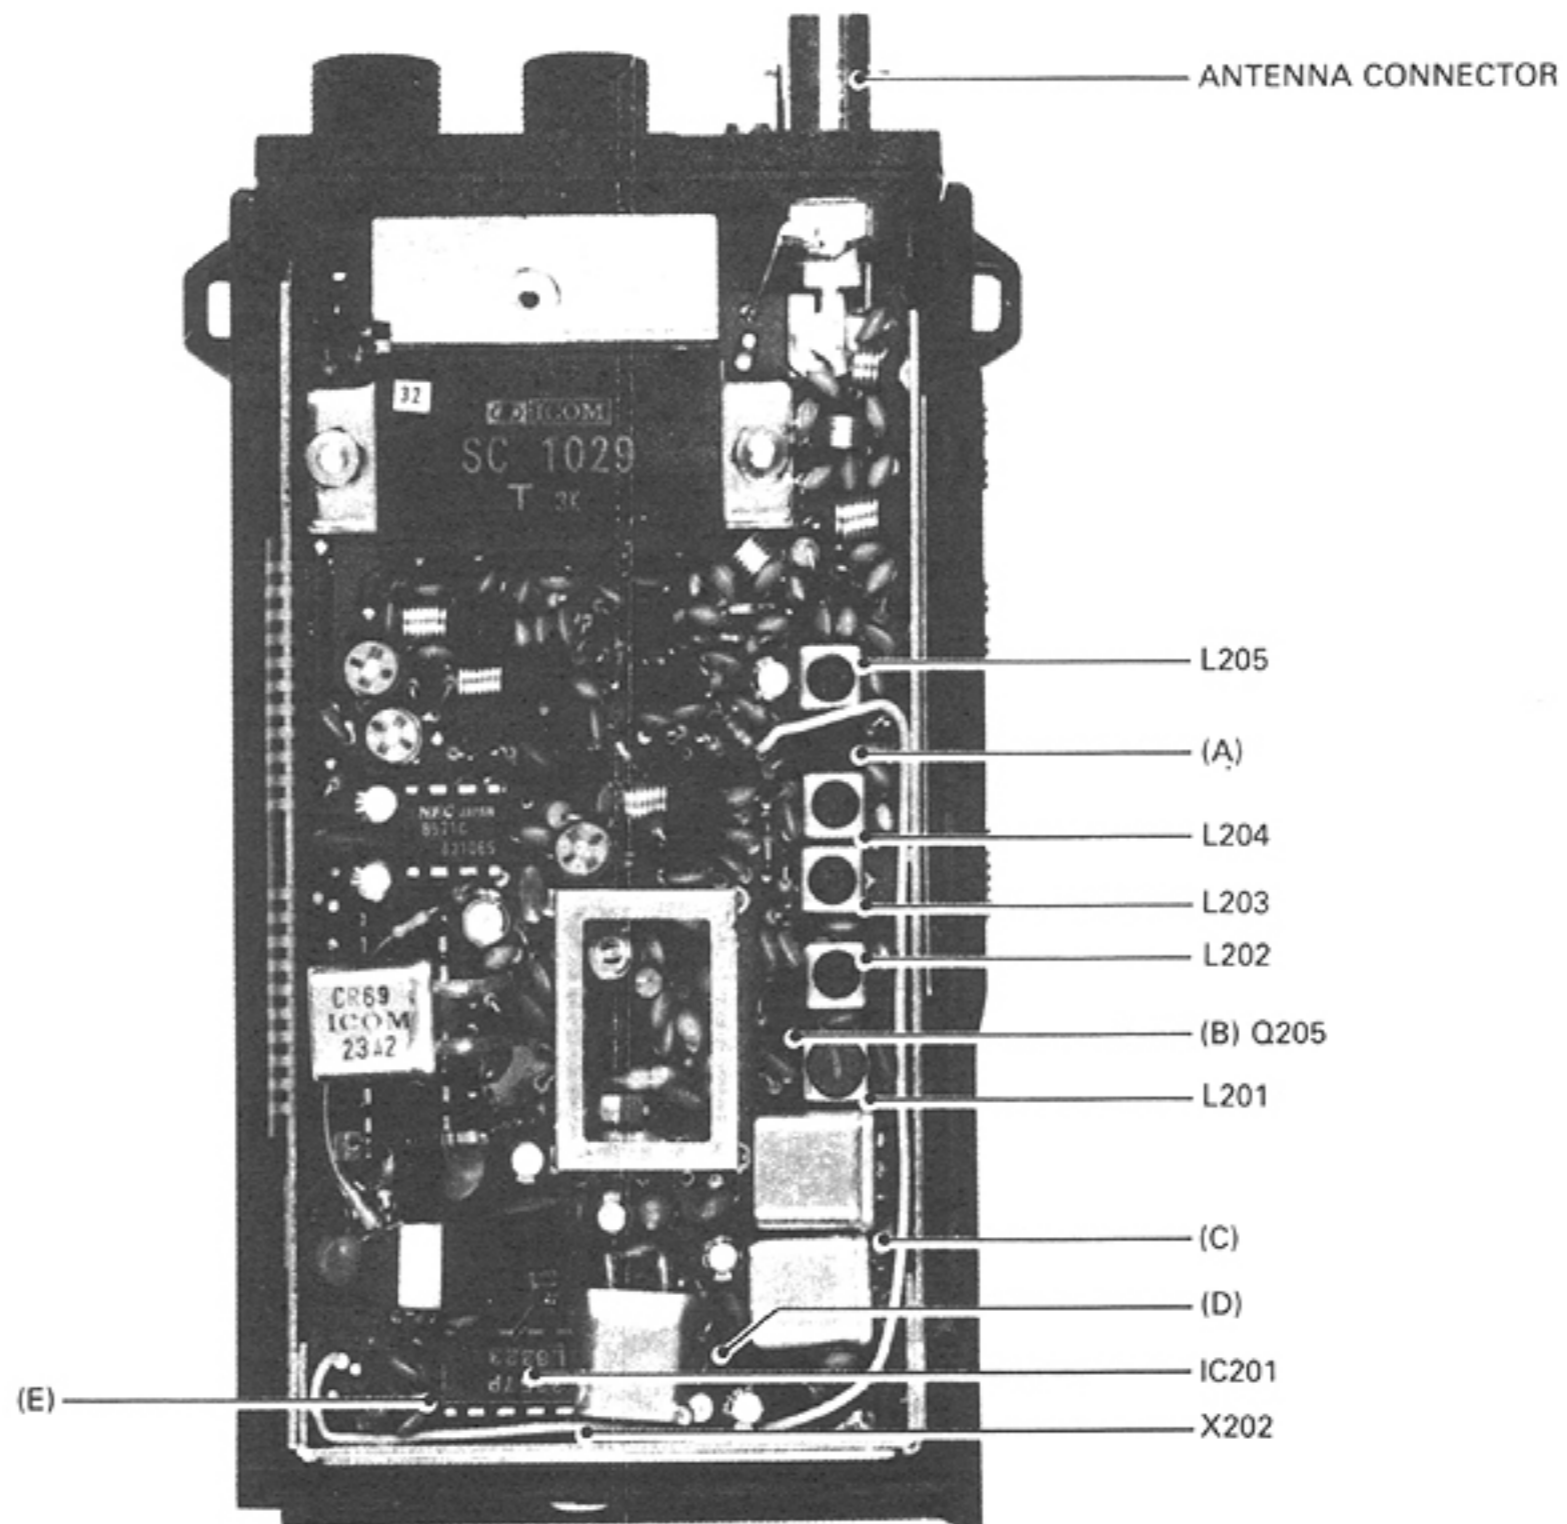 ANTENNA CONNECTOR
32
ICOM
SC 1029
T 3K
L205
(A)
NEC JAPAN
L204
L203
L202
CR69
ICOM
23A2
(B) Q205
L201
(C)
(D)
IC201
(E)
X202